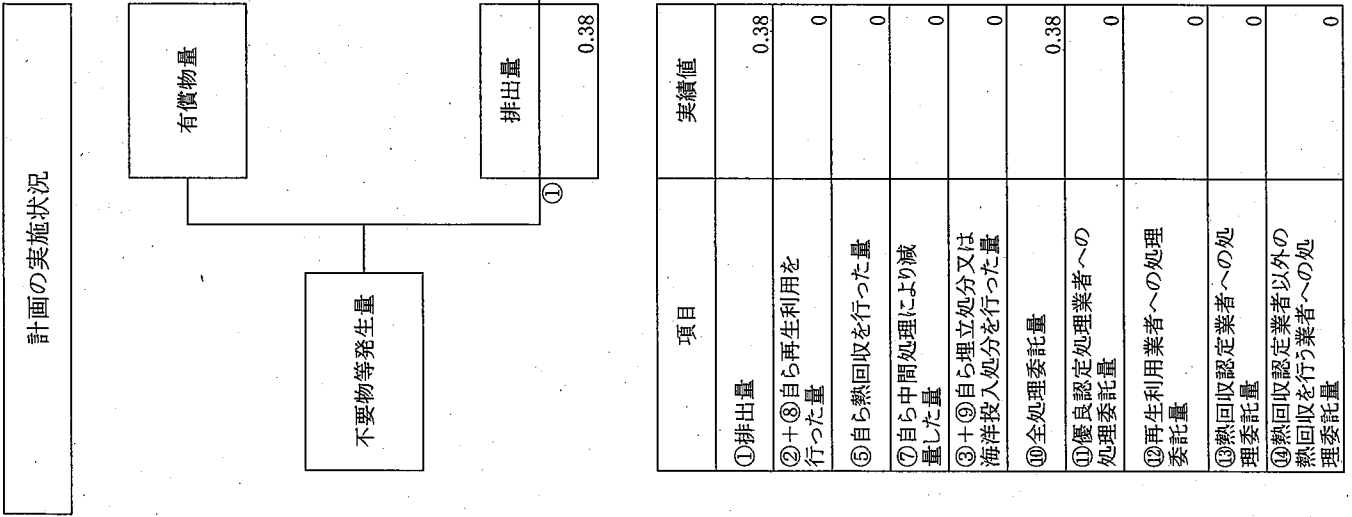 計画の実施状況
有償物量
不要物等発生量
排出量
①
0.38
項目
実績値
①排出量
0.38
②+⑧自ら再生利用を
行った量
0
⑤自ら熱回収を行った量
0
⑦自ら中間処理により減
量した量
0
③+⑨自ら埋立処分又は
海洋投入処分を行った量
0
⑩全処理委託量
0.38
⑪優良認定処理業者への
処理委託量
0
⑫再生利用業者への処理
委託量
0
⑬熱回収認定業者への処
理委託量
0
⑭熱回収認定業者以外の
熱回収を行う業者への処
理委託量
0